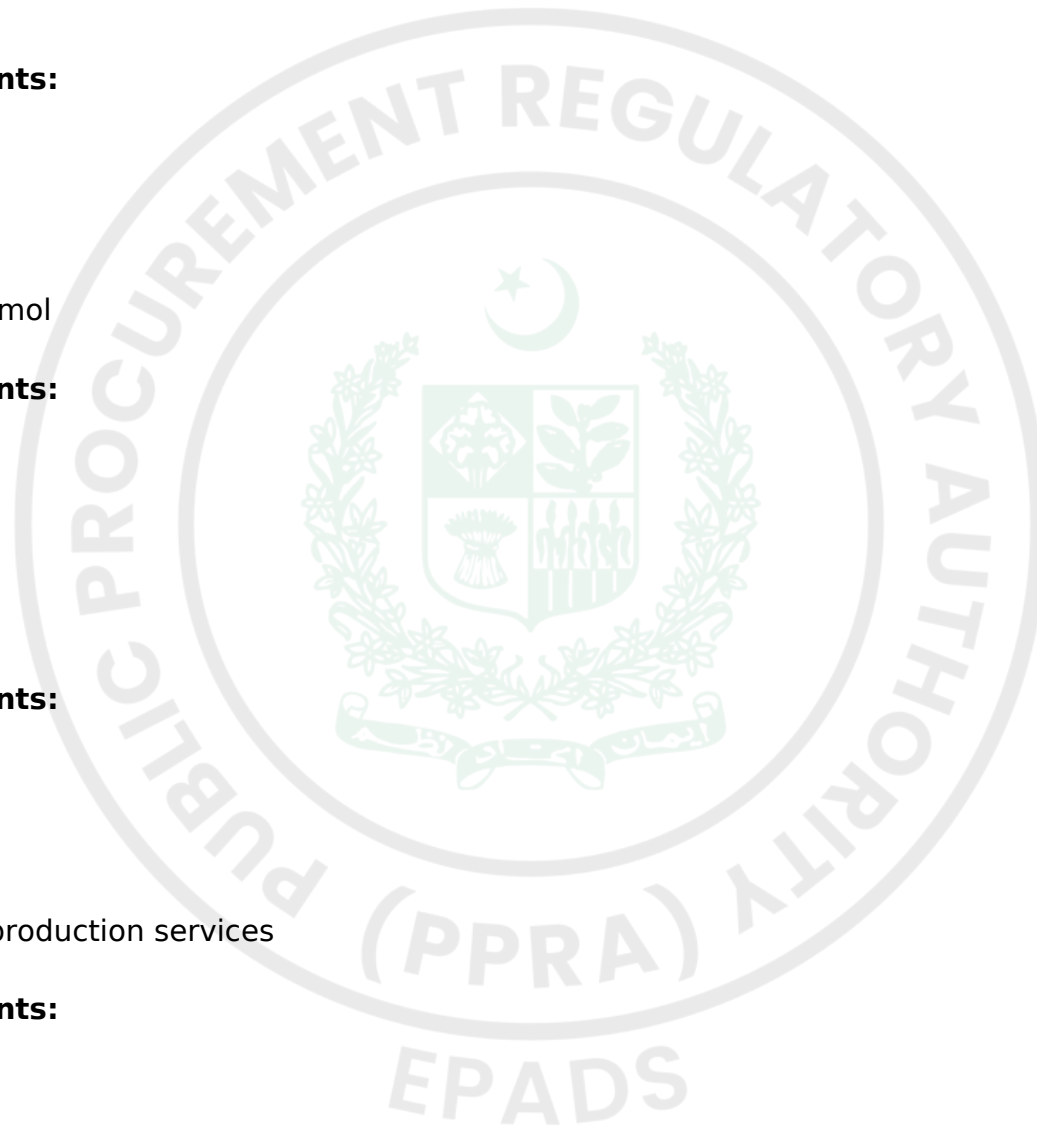 nts:
mol
nts:
nts:
production services
nts:
PUBLIC PROCUREMENT REGULATORY AUTHORITY
(PPRA)
EPADS